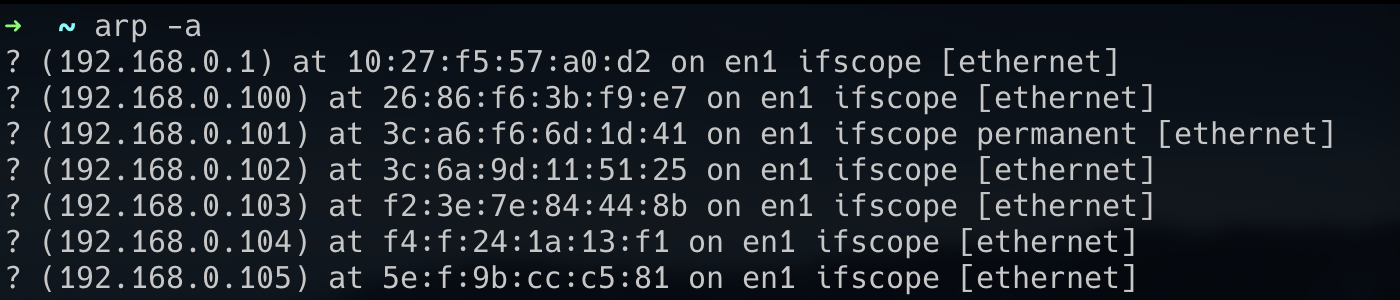 ➜ ~ arp -a
? (192.168.0.1) at 10:27:f5:57:a0:d2 on en1 ifscope [ethernet]
? (192.168.0.100) at 26:86:f6:3b:f9:e7 on en1 ifscope [ethernet]
? (192.168.0.101) at 3c:a6:f6:6d:1d:41 on en1 ifscope permanent [ethernet]
? (192.168.0.102) at 3c:6a:9d:11:51:25 on en1 ifscope [ethernet]
? (192.168.0.103) at f2:3e:7e:84:44:8b on en1 ifscope [ethernet]
? (192.168.0.104) at f4:f:24:1a:13:f1 on en1 ifscope [ethernet]
? (192.168.0.105) at 5e:f:9b:cc:c5:81 on en1 ifscope [ethernet]